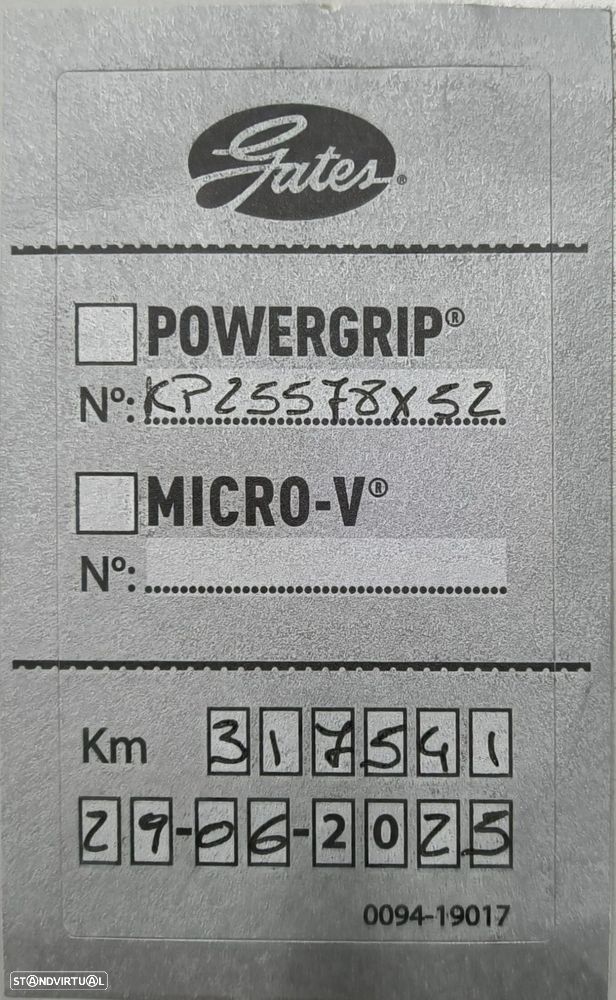 Gates®
POWERGRIP®
Nº: KP25578XS2
MICRO-V®
Nº:
Km 317541
29-06-2025
0094-19017
STANDVIRTUAL